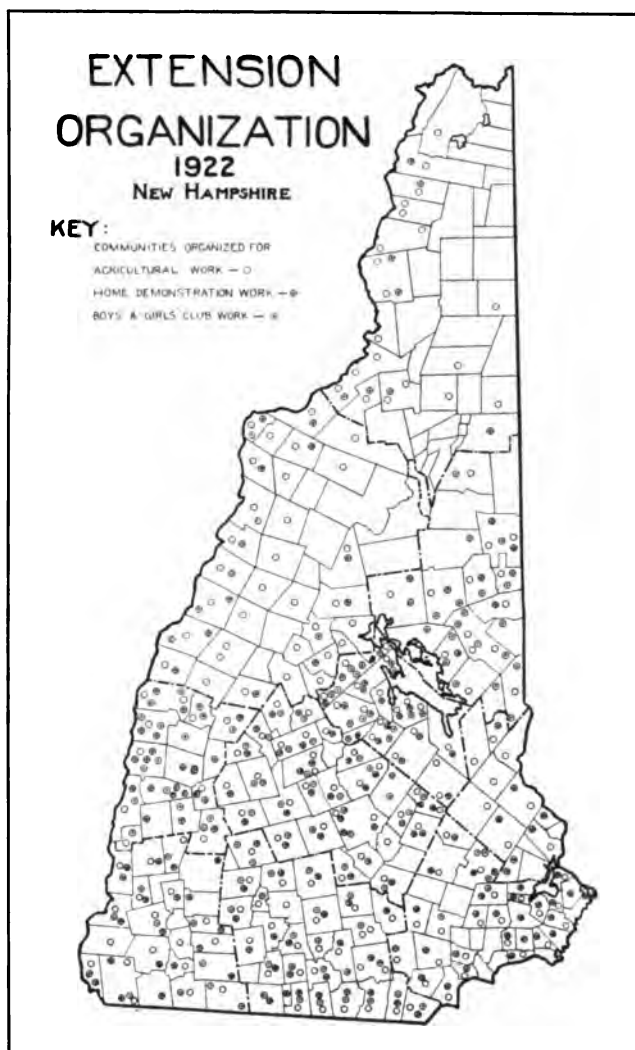 EXTENSION
ORGANIZATION
1922
NEW HAMPSHIRE
KEY:
COMMUNITIES ORGANIZED FOR
AGRICULTURAL WORK — ○
HOME DEMONSTRATION WORK — ⊕
BOYS & GIRLS CLUB WORK — ⊙